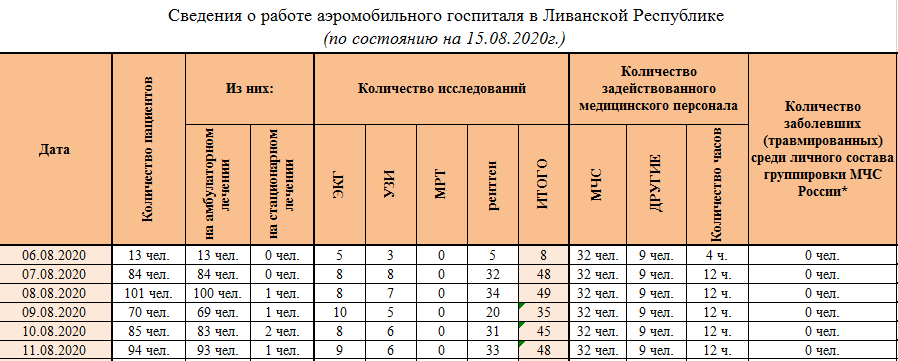 Сведения о работе аэромобильного госпиталя в Ливанской Республике
(по состоянию на 15.08.2020г.)
Дата
Количество пациентов
Из них:
на амбулаторном
лечении
на стационарном
лечении
Количество исследований
ЭКГ
УЗИ
МРТ
рентген
ИТОГО
Количество
задействованного
медицинского персонала
МЧС
ДРУГИЕ
Количество часов
Количество
заболевших
(травмированных)
среди личного состава
группировки МЧС
России*
06.08.2020 13 чел. 13 чел. 0 чел. 5 3 0 5 8 32 чел. 9 чел. 4 ч. 0 чел.
07.08.2020 84 чел. 84 чел. 0 чел. 8 8 0 32 48 32 чел. 9 чел. 12 ч. 0 чел.
08.08.2020 101 чел. 100 чел. 1 чел. 8 7 0 34 49 32 чел. 9 чел. 12 ч. 0 чел.
09.08.2020 70 чел. 69 чел. 1 чел. 10 5 0 20 35 32 чел. 9 чел. 12 ч. 0 чел.
10.08.2020 85 чел. 83 чел. 2 чел. 8 6 0 31 45 32 чел. 9 чел. 12 ч. 0 чел.
11.08.2020 94 чел. 93 чел. 1 чел. 9 6 0 33 48 32 чел. 9 чел. 12 ч. 0 чел.